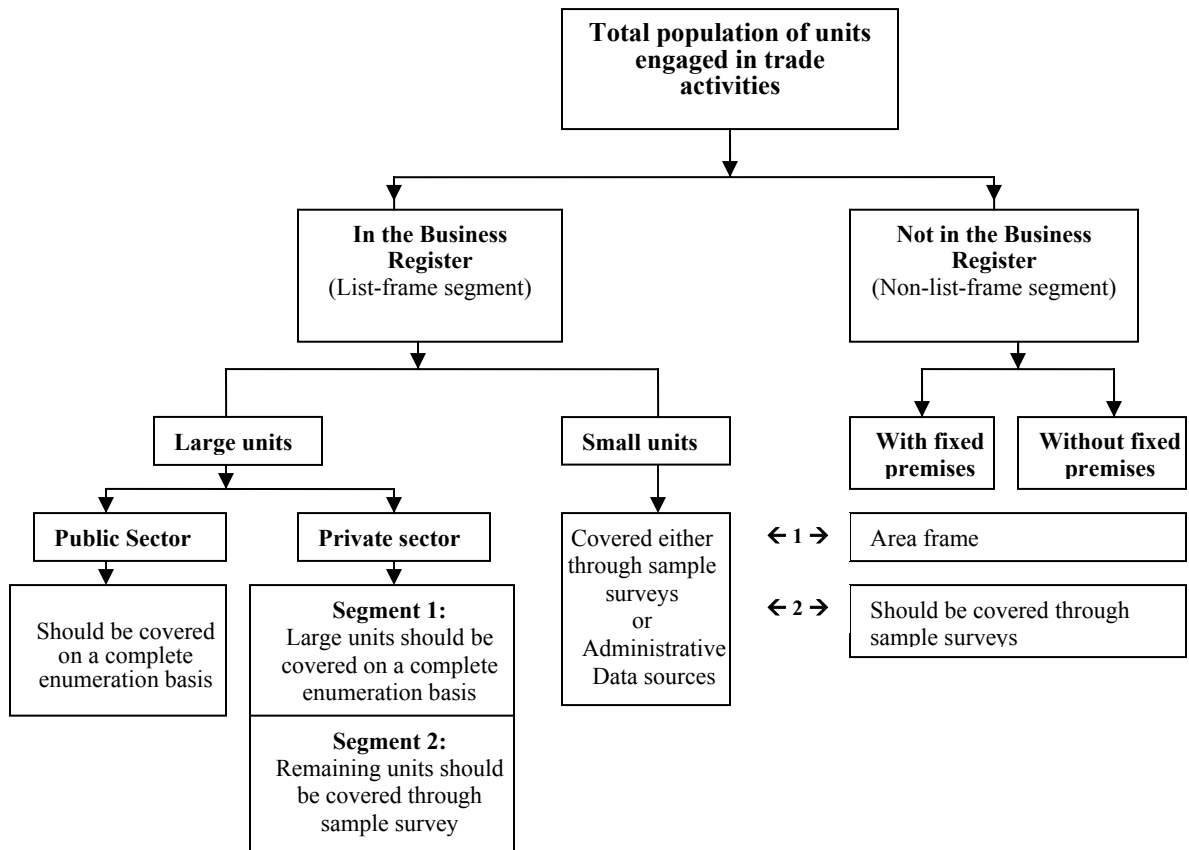 Total population of units
engaged in trade
activities
In the Business
Register
(List-frame segment)
Not in the Business
Register
(Non-list-frame segment)
Large units
Small units
With fixed
premises
Without fixed
premises
Public Sector
Private sector
Covered either
through sample
surveys
or
Administrative
Data sources
← 1 →
Area frame
← 2 →
Should be covered through
sample surveys
Should be covered
on a complete
enumeration basis
Segment 1:
Large units should be
covered on a complete
enumeration basis
Segment 2:
Remaining units should
be covered through
sample survey